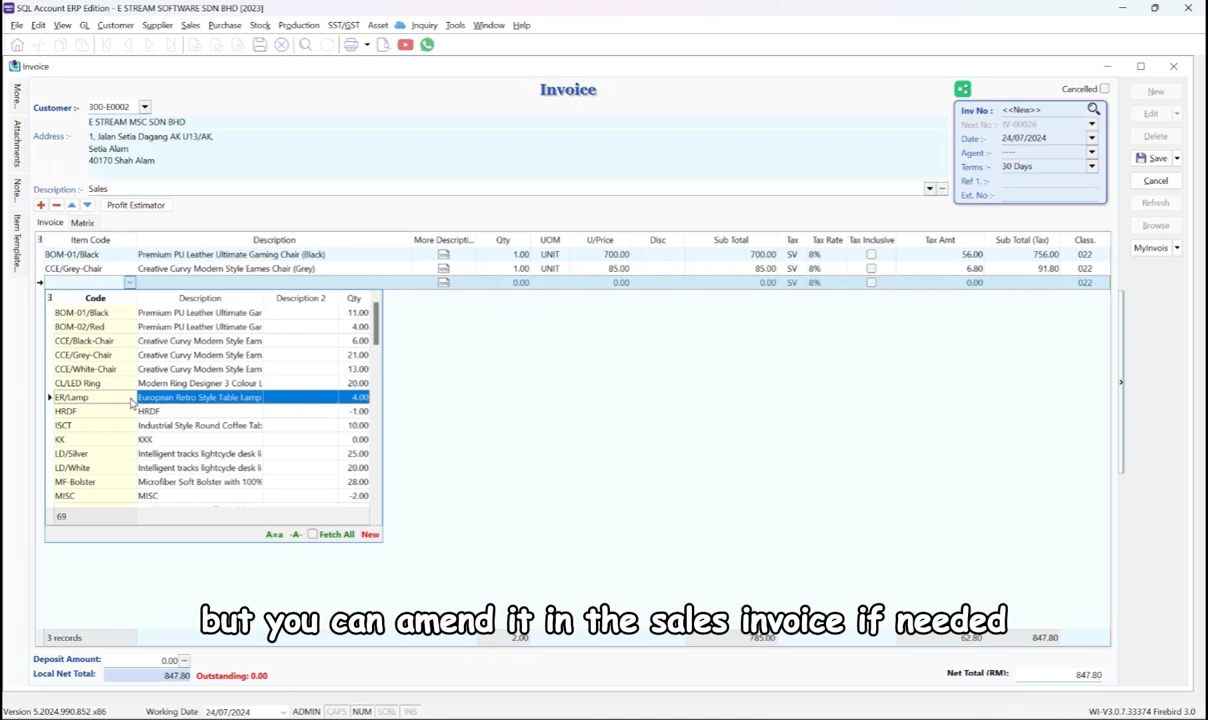 SQL Account ERP Edition - E STREAM SOFTWARE SDN BHD [2023]
File Edit View GL Customer Supplier Sales Purchase Stock Production SST/GST Asset Inquiry Tools Window Help
Invoice
Invoice
Cancelled
More...
Attachments
Note...
Item Template...
Customer :- 300-E0002
E STREAM MSC SDN BHD
Address :- 1, Jalan Setia Dagang AK U13/AK,
Setia Alam
40170 Shah Alam
Description :- Sales
Inv No : <<New>>
Next No : IV-00026
Date :- 24/07/2024
Agent :- ----
Terms :- 30 Days
Ref 1. :-
Ext. No :-
New
Edit
Delete
Save
Cancel
Refresh
Browse
MyInvois
Profit Estimator
Invoice Matrix
Item Code Description More Descripti... Qty UOM U/Price Disc Sub Total Tax Tax Rate Tax Inclusive Tax Amt Sub Total (Tax) Class.
BOM-01/Black Premium PU Leather Ultimate Gaming Chair (Black) 1.00 UNIT 700.00 700.00 SV 8% 56.00 756.00 022
CCE/Grey-Chair Creative Curvy Modern Style Eames Chair (Grey) 1.00 UNIT 85.00 85.00 SV 8% 6.80 91.80 022
0.00 0.00 0.00 SV 8% 0.00 022
Code Description Description 2 Qty
BOM-01/Black Premium PU Leather Ultimate Ga 11.00
BOM-02/Red Premium PU Leather Ultimate Ga 4.00
CCE/Black-Chair Creative Curvy Modern Style Eam 6.00
CCE/Grey-Chair Creative Curvy Modern Style Eam 21.00
CCE/White-Chair Creative Curvy Modern Style Eam 13.00
CL/LED Ring Modern Ring Designer 3 Colour L 20.00
ER/Lamp European Retro Style Table Lamp 4.00
HRDF HRDF -1.00
ISCT Industrial Style Round Coffee Tab 10.00
KK KKK 0.00
LD/Silver Intelligent tracks lightcycle desk li 25.00
LD/White Intelligent tracks lightcycle desk li 20.00
MF-Bolster Microfiber Soft Bolster with 100% 28.00
MISC MISC -2.00
69
A=a -A- Fetch All New
but you can amend it in the sales invoice if needed
3 records 2.00 785.00 62.80 847.80
Deposit Amount: 0.00
Local Net Total: 847.80 Outstanding: 0.00
Net Total (RM): 847.80
Version 5.2024.990.852 x86 Working Date 24/07/2024 ADMIN CAPS NUM SCRL INS WI-V3.0.7.33374 Firebird 3.0